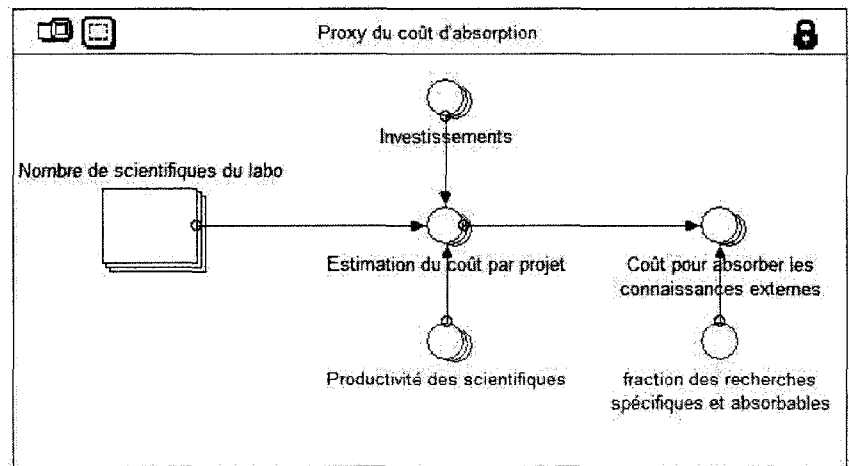 Proxy du coût d'absorption
Investissements
Nombre de scientifiques du labo
Estimation du coût par projet
Coût pour absorber les
connaissances externes
Productivité des scientifiques
fraction des recherches
spécifiques et absorbables